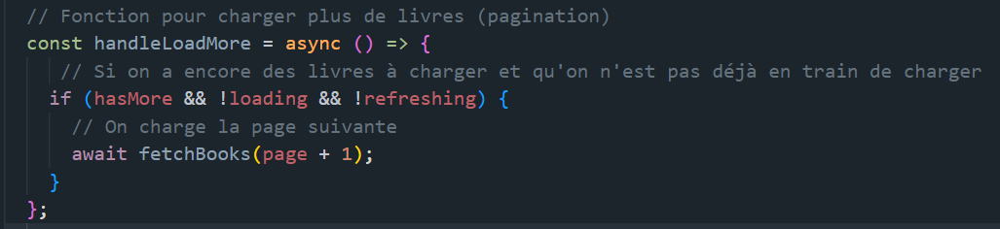 // Fonction pour charger plus de livres (pagination)
const handleLoadMore = async () => {
// Si on a encore des livres à charger et qu'on n'est pas déjà en train de charger
if (hasMore && !loading && !refreshing) {
// On charge la page suivante
await fetchBooks(page + 1);
}
};